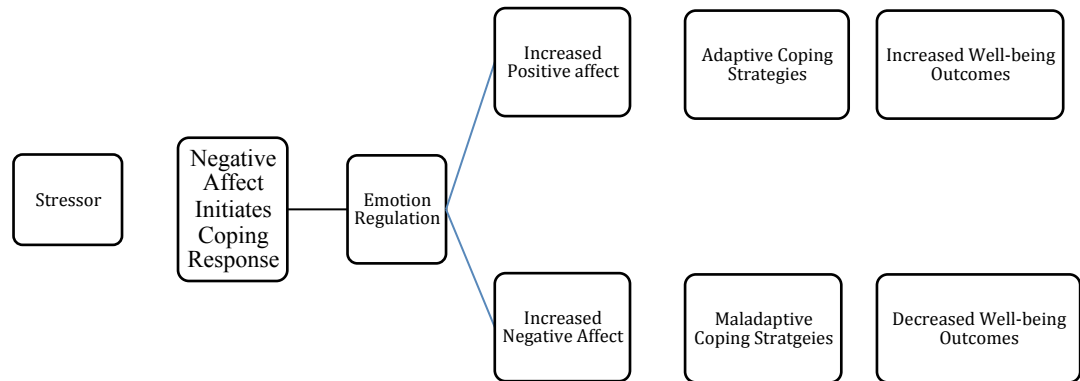 Increased
Positive affect
Adaptive Coping
Strategies
Increased Well-being
Outcomes
Stressor
Negative
Affect
Initiates
Coping
Response
Emotion
Regulation
Increased
Negative Affect
Maladaptive
Coping Stratgeies
Decreased Well-being
Outcomes